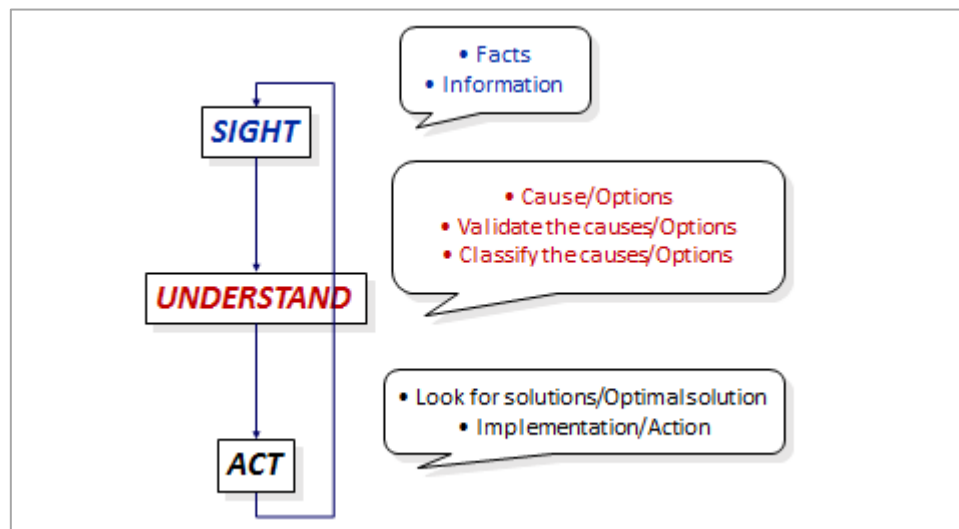 • Facts
• Information
SIGHT
• Cause/Options
• Validate the causes/Options
• Classify the causes/Options
UNDERSTAND
• Look for solutions/Optimal solution
• Implementation/Action
ACT